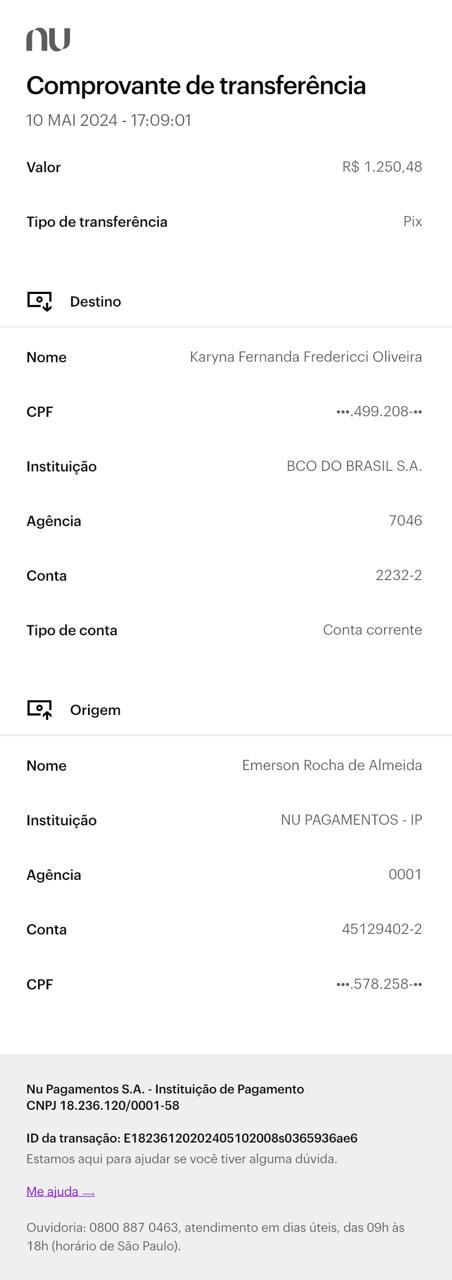 nu
Comprovante de transferência
10 MAI 2024 - 17:09:01
Valor R$ 1.250,48
Tipo de transferência Pix
Destino
Nome Karyna Fernanda Fredericci Oliveira
CPF •••.499.208-••
Instituição BCO DO BRASIL S.A.
Agência 7046
Conta 2232-2
Tipo de conta Conta corrente
Origem
Nome Emerson Rocha de Almeida
Instituição NU PAGAMENTOS - IP
Agência 0001
Conta 45129402-2
CPF •••.578.258-••
Nu Pagamentos S.A. - Instituição de Pagamento
CNPJ 18.236.120/0001-58
ID da transação: E18236120202405102008s0365936ae6
Estamos aqui para ajudar se você tiver alguma dúvida.
Me ajuda →
Ouvidoria: 0800 887 0463, atendimento em dias úteis, das 09h às
18h (horário de São Paulo).